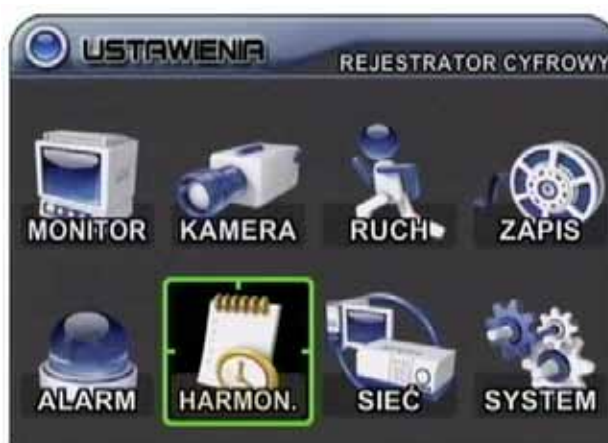 USTAWIENIA
REJESTRATOR CYFROWY
MONITOR KAMERA RUCH ZAPIS
ALARM HARMON. SIEĆ SYSTEM